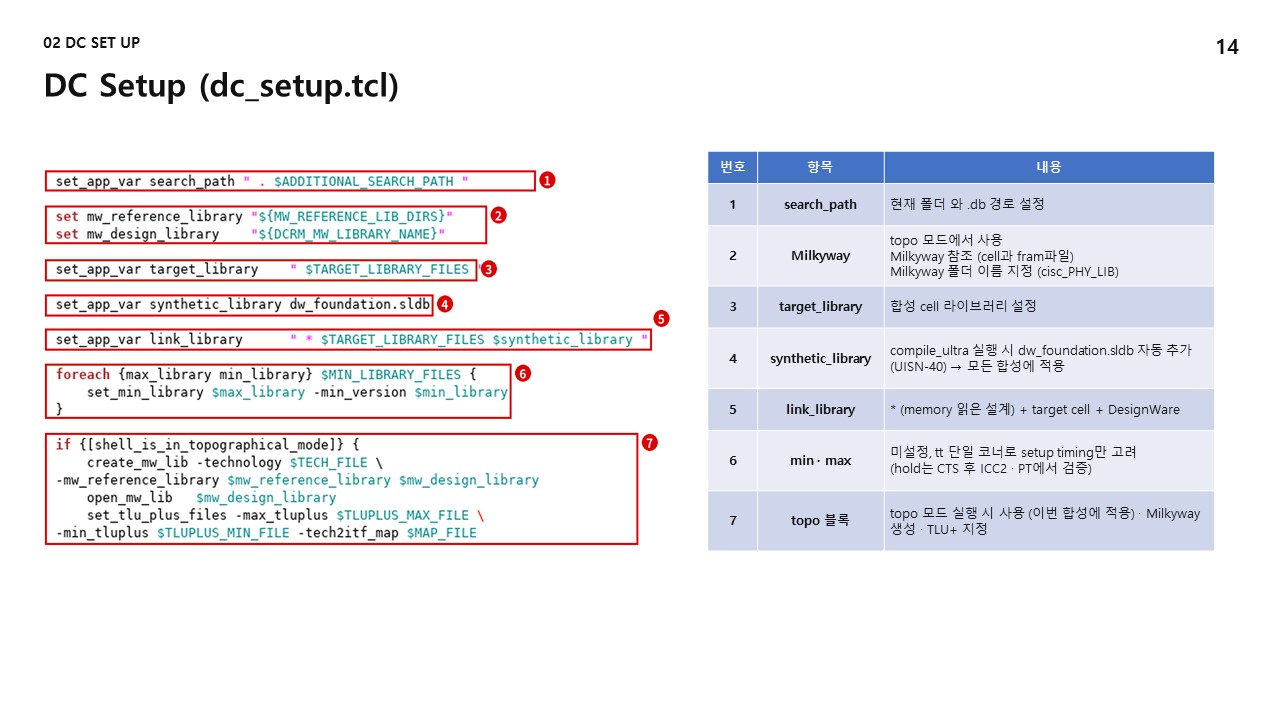 02 DC SET UP
14
DC Setup (dc_setup.tcl)
set_app_var search_path " . $ADDITIONAL_SEARCH_PATH "
1
set mw_reference_library "${MW_REFERENCE_LIB_DIRS}"
2
set mw_design_library    "${DCRM_MW_LIBRARY_NAME}"
set_app_var target_library    " $TARGET_LIBRARY_FILES "
3
set_app_var synthetic_library dw_foundation.sldb
4
5
set_app_var link_library      " * $TARGET_LIBRARY_FILES $synthetic_library "
foreach {max_library min_library} $MIN_LIBRARY_FILES {
6
    set_min_library $max_library -min_version $min_library
}
if {[shell_is_in_topographical_mode]} {
7
    create_mw_lib -technology $TECH_FILE \
-mw_reference_library $mw_reference_library $mw_design_library
    open_mw_lib   $mw_design_library
    set_tlu_plus_files -max_tluplus $TLUPLUS_MAX_FILE \
-min_tluplus $TLUPLUS_MIN_FILE -tech2itf_map $MAP_FILE
번호 항목 내용
1 search_path 현재 폴더 와 .db 경로 설정
2 Milkyway topo 모드에서 사용
Milkyway 참조 (cell과 fram파일)
Milkyway 폴더 이름 지정 (cisc_PHY_LIB)
3 target_library 합성 cell 라이브러리 설정
4 synthetic_library compile_ultra 실행 시 dw_foundation.sldb 자동 추가
(UISN-40) → 모든 합성에 적용
5 link_library * (memory 읽은 설계) + target cell + DesignWare
6 min · max 미설정, tt 단일 코너로 setup timing만 고려
(hold는 CTS 후 ICC2 · PT에서 검증)
7 topo 블록 topo 모드 실행 시 사용 (이번 합성에 적용) · Milkyway
생성 · TLU+ 지정